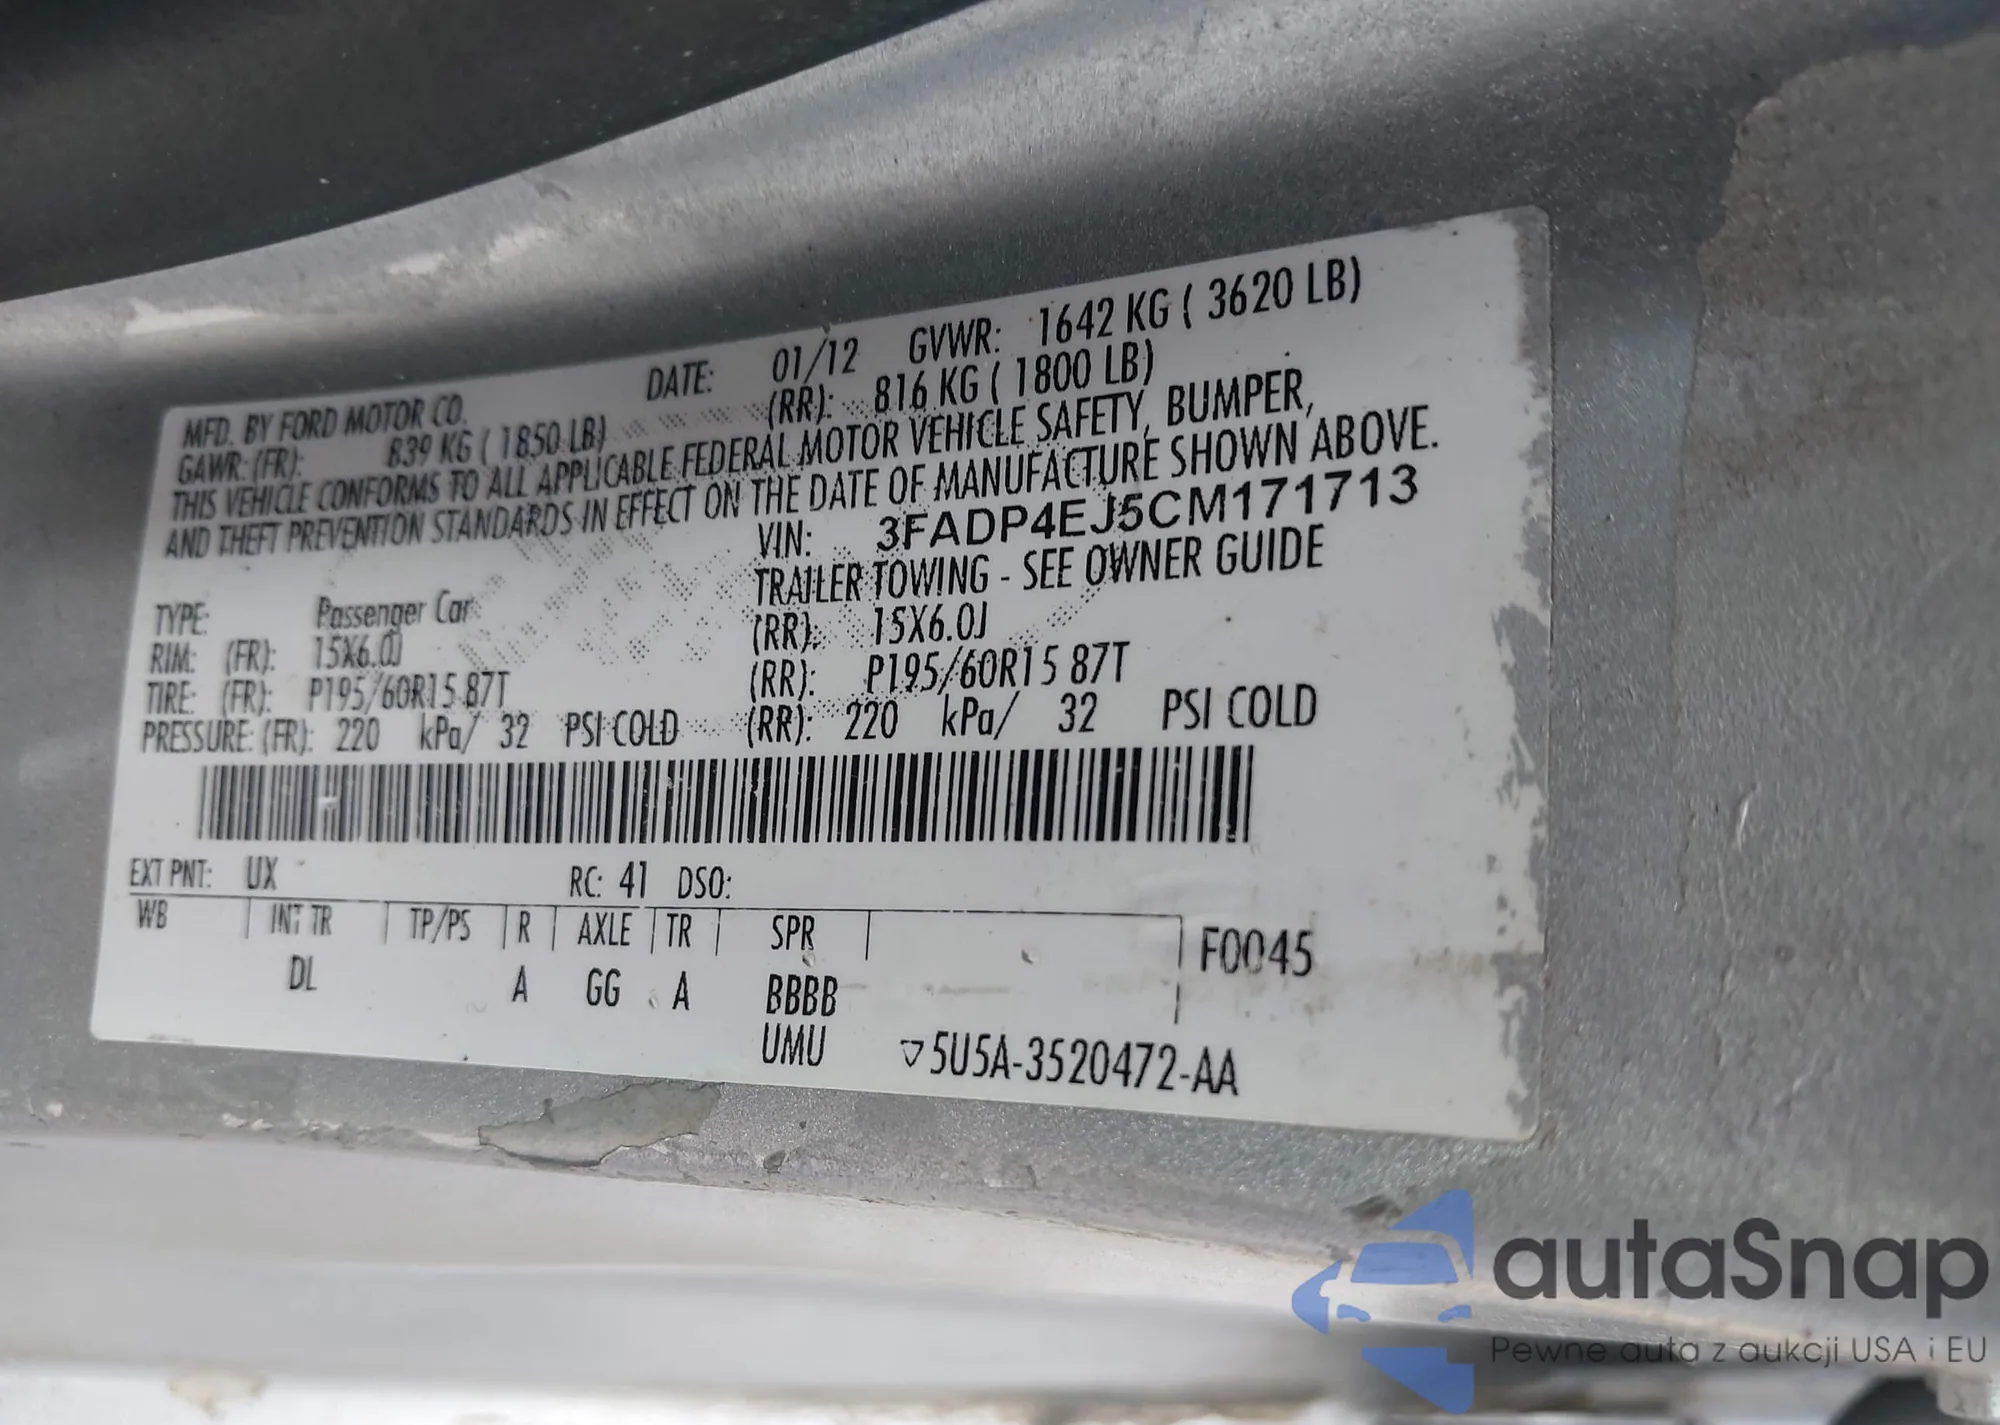 MFD. BY FORD MOTOR CO. DATE: 01/12 GVWR: 1642 KG ( 3620 LB)
GAWR: (FR): 839 KG ( 1850 LB) (RR): 816 KG ( 1800 LB)
THIS VEHICLE CONFORMS TO ALL APPLICABLE FEDERAL MOTOR VEHICLE SAFETY, BUMPER,
AND THEFT PREVENTION STANDARDS IN EFFECT ON THE DATE OF MANUFACTURE SHOWN ABOVE.
VIN: 3FADP4EJ5CM171713
TYPE: Passenger Car TRAILER TOWING - SEE OWNER GUIDE
RIM: (FR): 15X6.0J (RR): 15X6.0J
TIRE: (FR): P195/60R15 87T (RR): P195/60R15 87T
PRESSURE: (FR): 220 kPa/ 32 PSI COLD (RR): 220 kPa/ 32 PSI COLD
EXT PNT: UX RC: 41 DSO:
WB INT TR TP/PS R AXLE TR SPR F0045
DL A GG A BBBB
UMU ▽5U5A-3520472-AA
autaSnap
Pewne auta z aukcji USA i EU